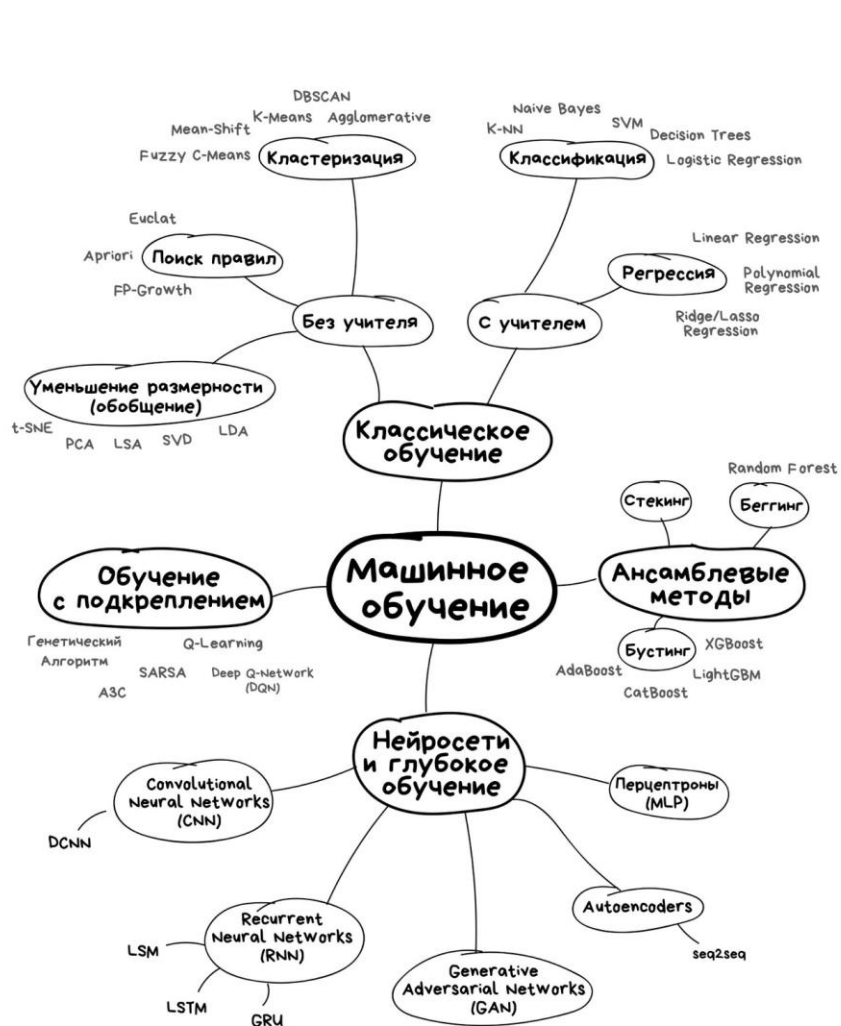 DBSCAN
K-Means
Agglomerative
Mean-Shift
Fuzzy C-Means
Кластеризация
Naive Bayes
K-NN
SVM
Decision Trees
Классификация
Logistic Regression
Euclat
Apriori
Поиск правил
FP-Growth
Linear Regression
Регрессия
Polynomial
Regression
Ridge/Lasso
Regression
Без учителя
С учителем
Уменьшение размерности
(обобщение)
t-SNE
PCA
LSA
SVD
LDA
Классическое
обучение
Random Forest
Стекинг
Беггинг
Обучение
с подкреплением
Машинное
обучение
Ансамблевые
методы
Генетический
Алгоритм
Q-Learning
SARSA
Deep Q-Network
(DQN)
A3C
Бустинг
XGBoost
AdaBoost
LightGBM
CatBoost
Нейросети
и глубокое
обучение
Convolutional
Neural Networks
(CNN)
DCNN
Перцептроны
(MLP)
Autoencoders
seq2seq
Recurrent
Neural Networks
(RNN)
LSM
LSTM
GRU
Generative
Adversarial Networks
(GAN)